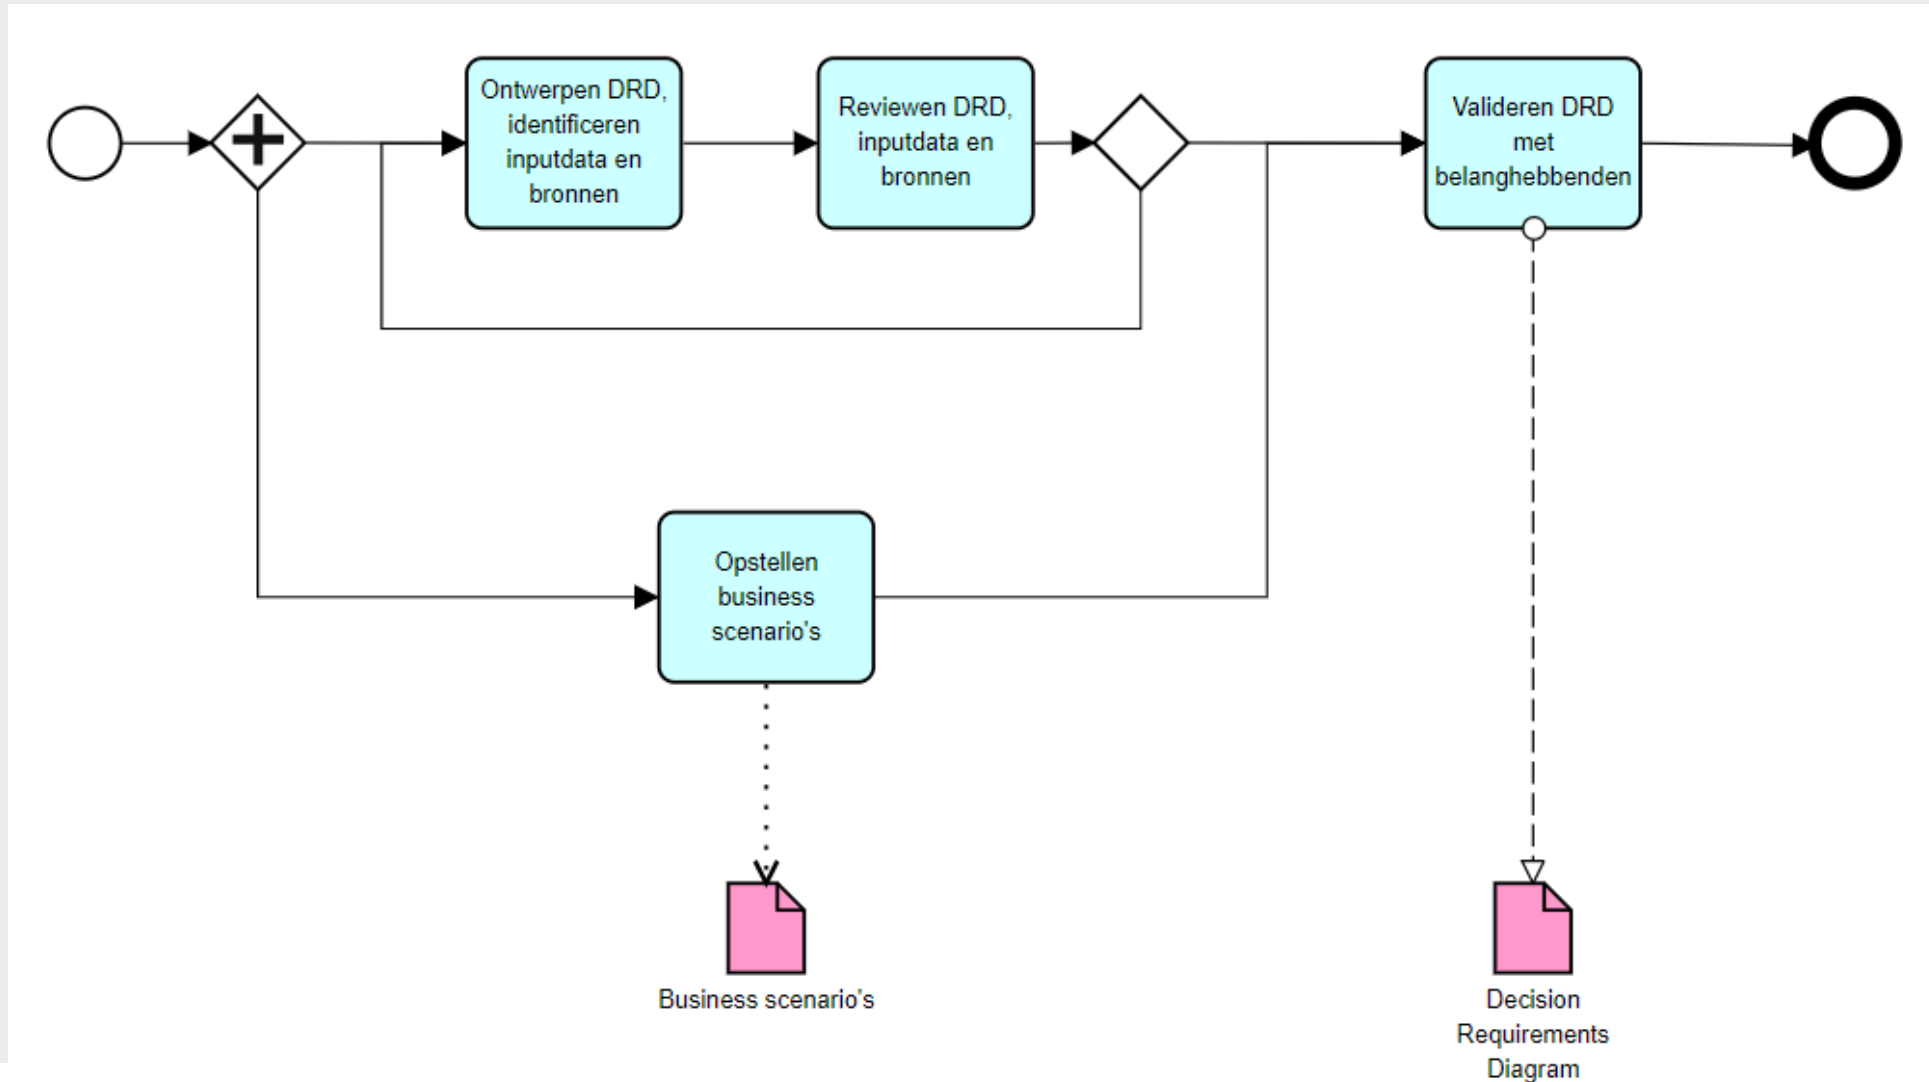 Ontwerpen DRD,
identificeren
inputdata en
bronnen
Reviewen DRD,
inputdata en
bronnen
Valideren DRD
met
belanghebbenden
Opstellen
business
scenario's
Business scenario's
Decision
Requirements
Diagram